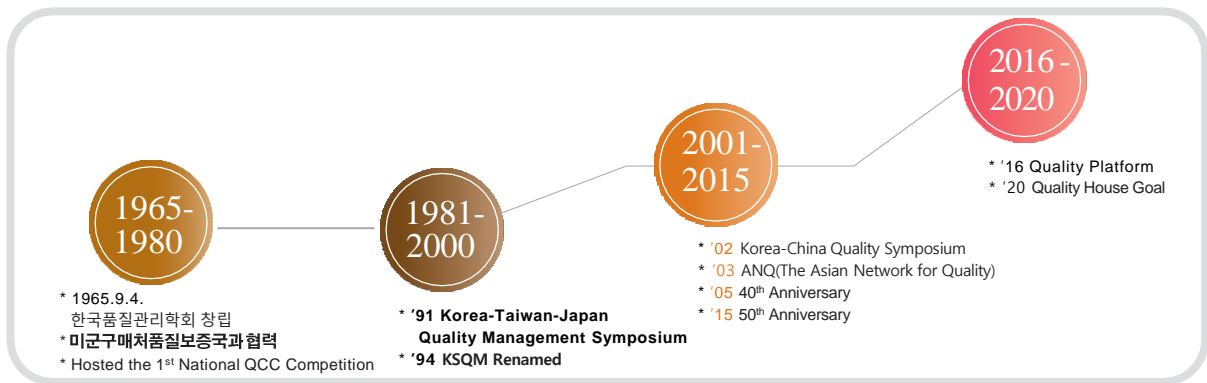 1965-
1980
* 1965.9.4.
한국품질관리학회 창립
* 미군구매처품질보증국과 협력
* Hosted the 1st National QCC Competition
1981-
2000
* '91 Korea-Taiwan-Japan
Quality Management Symposium
* '94 KSQM Renamed
2001-
2015
* '02 Korea-China Quality Symposium
* '03 ANQ(The Asian Network for Quality)
* '05 40th Anniversary
* '15 50th Anniversary
2016-
2020
* '16 Quality Platform
* '20 Quality House Goal